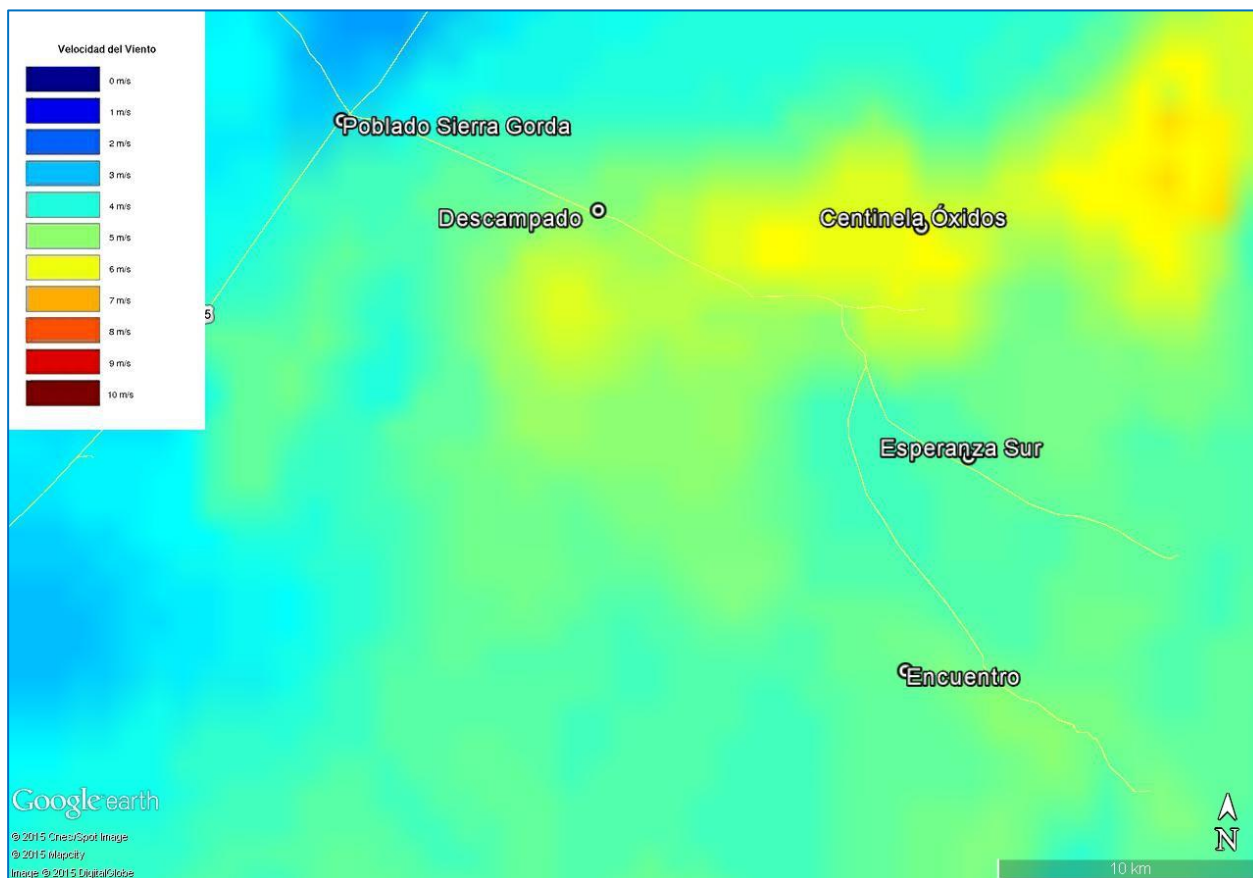 Velocidad del Viento
0 m/s
1 m/s
2 m/s
3 m/s
4 m/s
5 m/s
6 m/s
7 m/s
8 m/s
9 m/s
10 m/s
Poblado Sierra Gorda
Descampado
Centinela Óxidos
5
Esperanza Sur
Encuentro
Google earth
© 2015 Cnes/Spot Image
© 2015 Mapcity
Image © 2015 DigitalGlobe
N
10 km